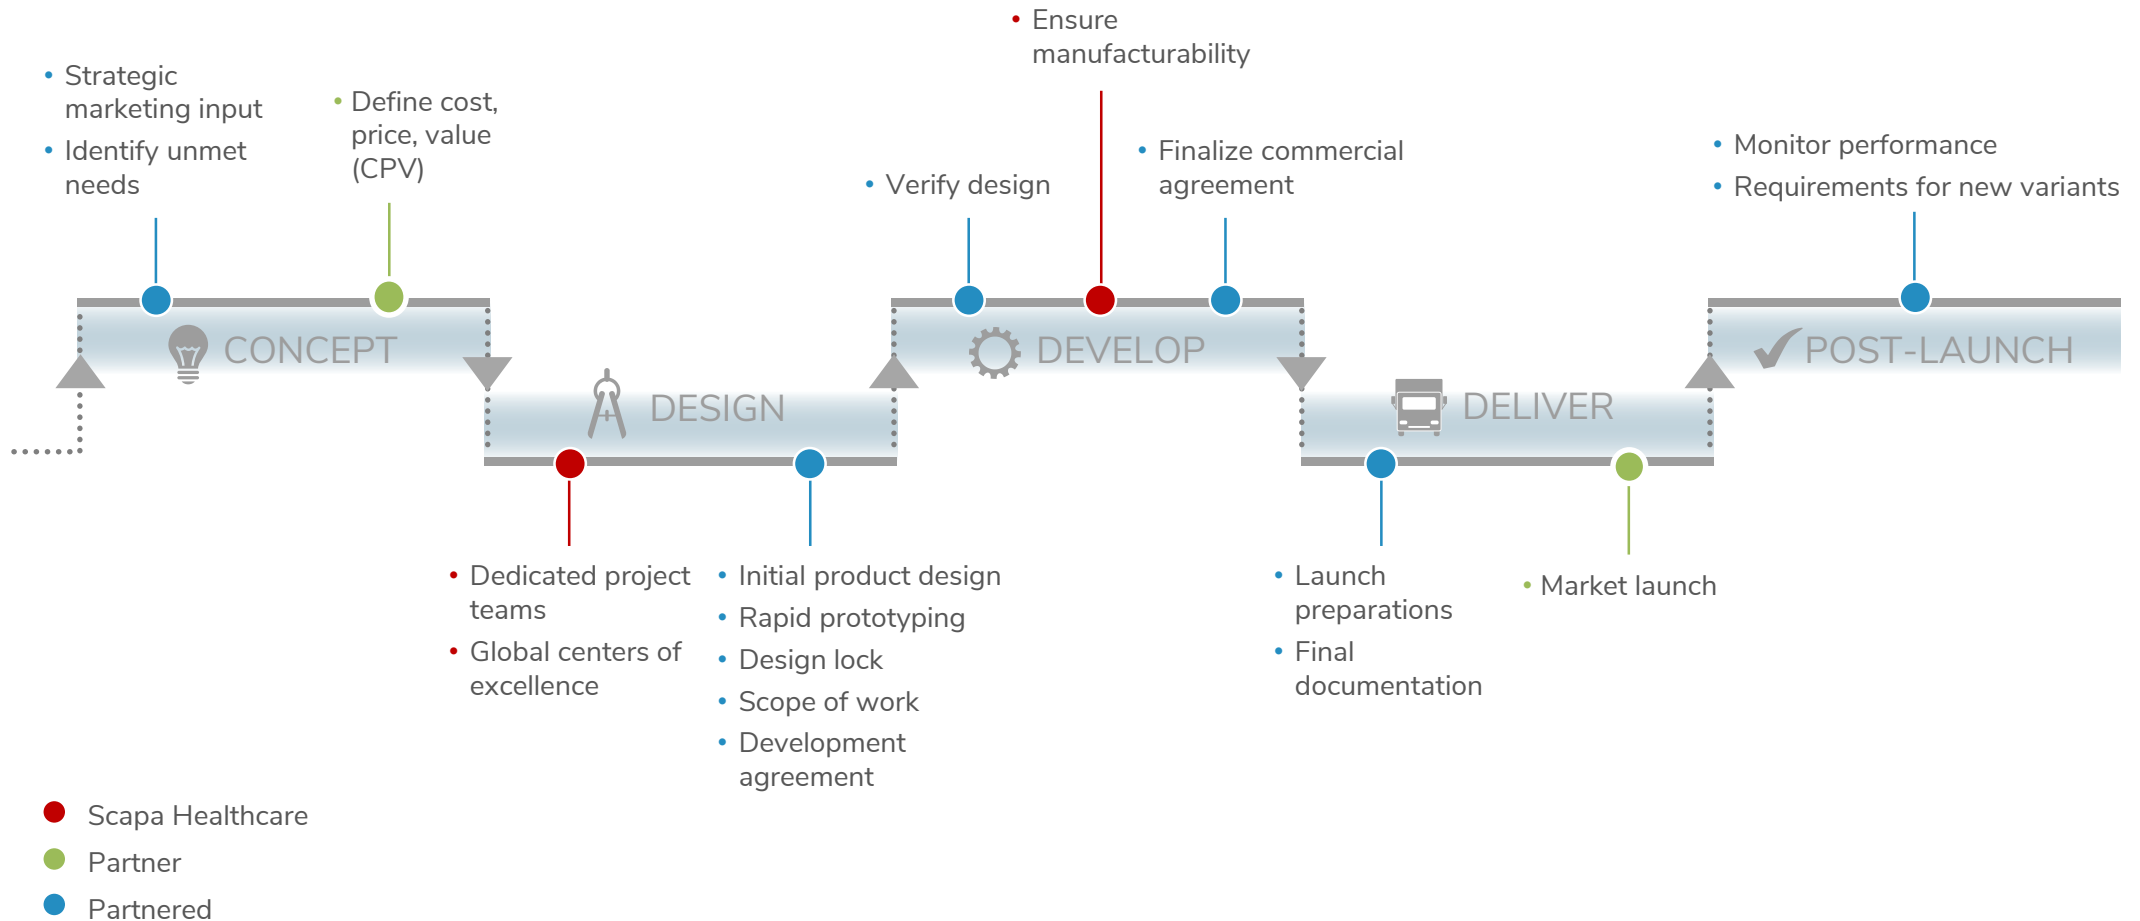 • Strategic
marketing input
• Identify unmet
needs
• Define cost,
price, value
(CPV)
CONCEPT
• Dedicated project
teams
• Global centers of
excellence
DESIGN
• Initial product design
• Rapid prototyping
• Design lock
• Scope of work
• Development
agreement
• Verify design
• Ensure
manufacturability
• Finalize commercial
agreement
DEVELOP
DELIVER
• Launch
preparations
• Final
documentation
• Market launch
• Monitor performance
• Requirements for new variants
POST-LAUNCH
Scapa Healthcare
Partner
Partnered